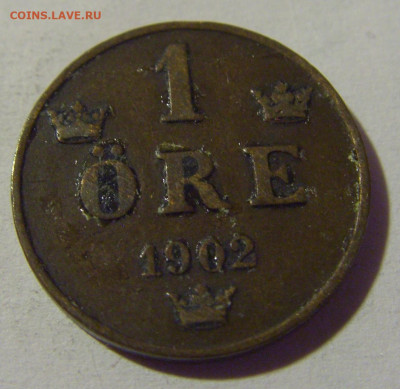 COINS.LAVE.RU
1
ÖRE
1902